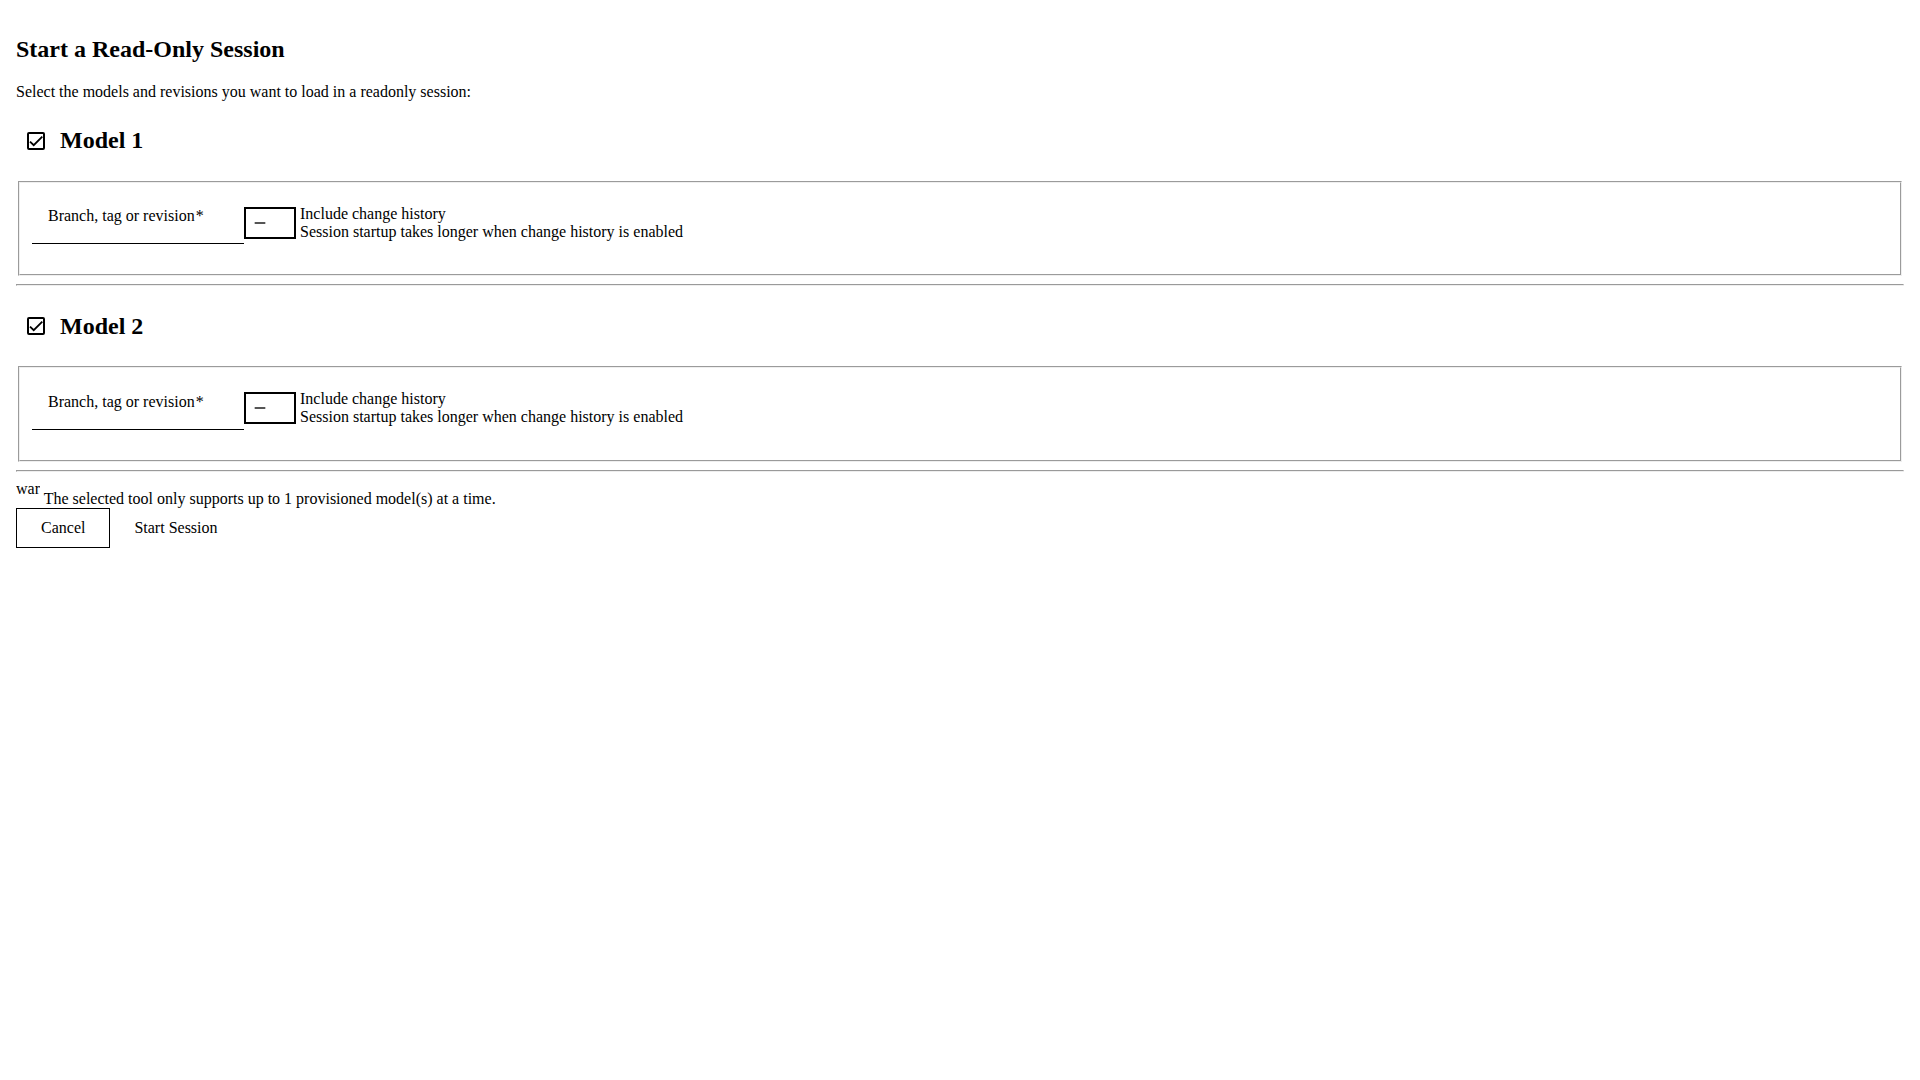 Start a Read-Only Session
Select the models and revisions you want to load in a readonly session:
Model 1
Branch, tag or revision*
Include change history
Session startup takes longer when change history is enabled
Model 2
Branch, tag or revision*
Include change history
Session startup takes longer when change history is enabled
war The selected tool only supports up to 1 provisioned model(s) at a time.
Cancel Start Session